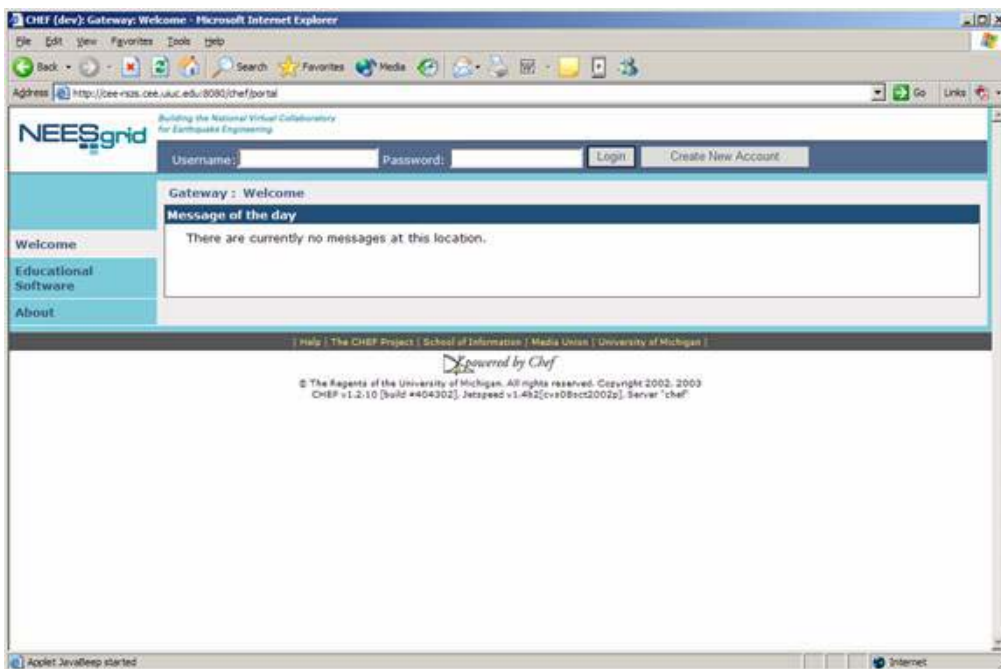 CHEF (dev): Gateway: Welcome - Microsoft Internet Explorer
File Edit View Favorites Tools Help
Back Search Favorites Media
Address http://cee-nszs.cee.uiuc.edu:8080/chef/portal Go Links
NEESgrid
Building the National Virtual Collaboratory
for Earthquake Engineering
Username: Password: Login Create New Account
Gateway : Welcome
Message of the day
There are currently no messages at this location.
Welcome
Educational
Software
About
| Help | The CHEF Project | School of Information | Media Union | University of Michigan |
powered by Chef
© The Regents of the University of Michigan. All rights reserved. Copyright 2002, 2003
CHEF v1.2.10 [build #404302], Jetspeed v1.4b2[cvs08oct2002p], Server "chef"
Applet JavaBeep started
Internet